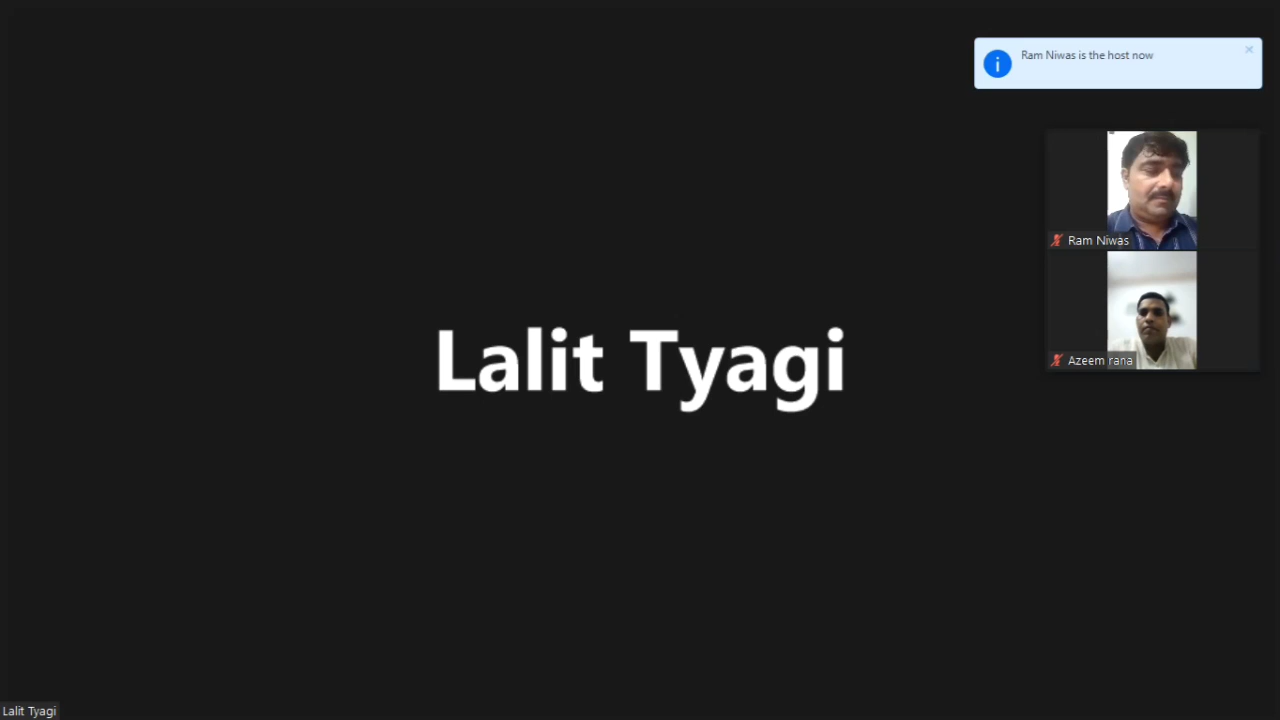 Ram Niwas is the host now
Ram Niwas
Azeem rana
Lalit Tyagi
Lalit Tyagi